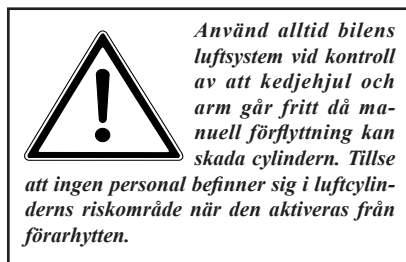 Använd alltid bilens
luftsystem vid kontroll
av att kedjehjul och
arm går fritt då ma-
nuell förflyttning kan
skada cylindern. Tillse
att ingen personal befinner sig i luftcylin-
derns riskområde när den aktiveras från
förarhytten.